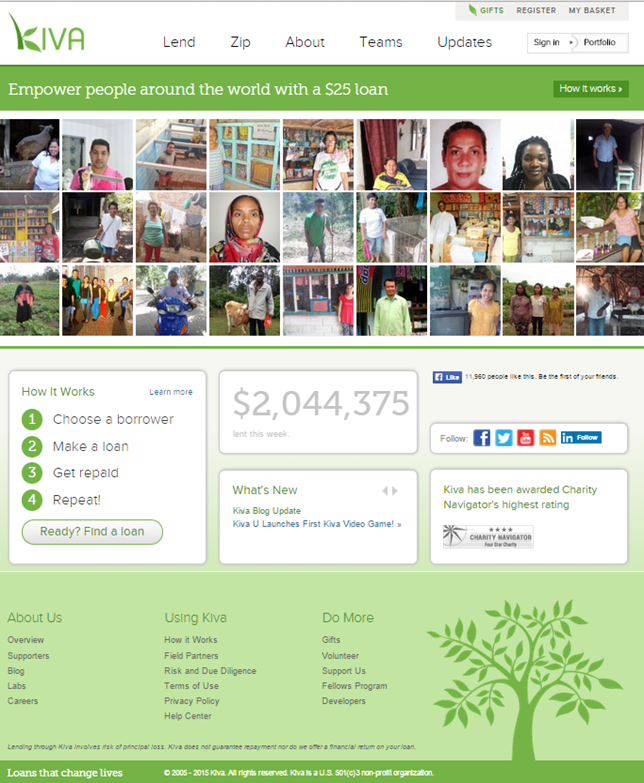 GIFTS REGISTER MY BASKET
KIVA
Lend Zip About Teams Updates
Sign in Portfolio
Empower people around the world with a $25 loan
How it works »
How It Works
Learn more
1 Choose a borrower
2 Make a loan
3 Get repaid
4 Repeat!
Ready? Find a loan
$2,044,375
lent this week.
What's New
Kiva Blog Update
Kiva U Launches First Kiva Video Game! »
Like 11,960 people like this. Be the first of your friends.
Follow: Follow
Kiva has been awarded Charity
Navigator's highest rating
CHARITY NAVIGATOR
Four Star Charity
About Us
Overview
Supporters
Blog
Labs
Careers
Using Kiva
How it Works
Field Partners
Risk and Due Diligence
Terms of Use
Privacy Policy
Help Center
Do More
Gifts
Volunteer
Support Us
Fellows Program
Developers
Lending through Kiva involves risk of principal loss. Kiva does not guarantee repayment nor do we offer a financial return on your loan.
Loans that change lives
© 2005 - 2015 Kiva. All rights reserved. Kiva is a U.S. 501(c)3 non-profit organization.